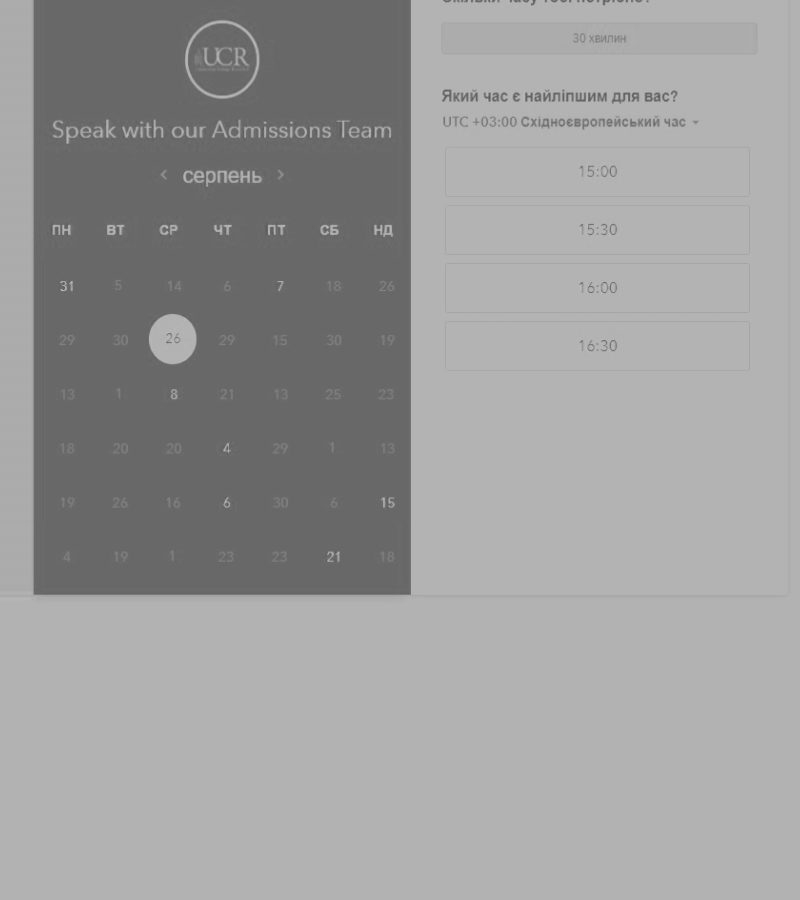 30 хвилин
UCR
Який час є найліпшим для вас?
Speak with our Admissions Team
UTC +03:00 Східноєвропейський час
серпень
15:00
15:30
16:00
16:30
ПН ВТ СР ЧТ ПТ СБ НД
31 5 14 6 7 18 26
29 30 26 29 15 30 19
13 1 8 21 13 25 23
18 20 20 4 29 1 13
19 26 16 6 30 6 15
4 19 1 23 23 21 18